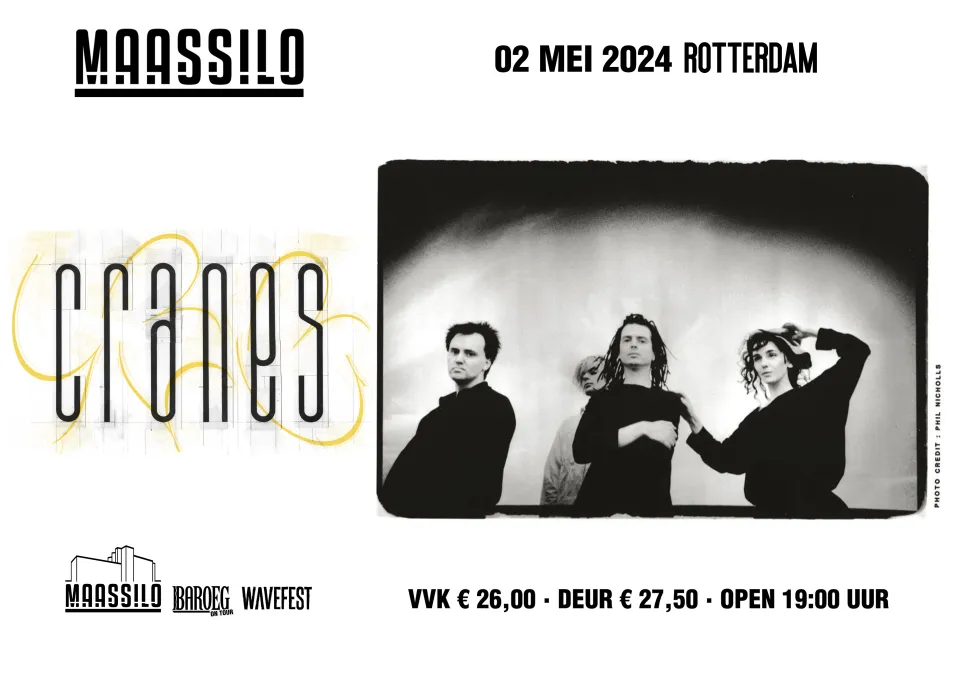 MAASSILO
02 MEI 2024 ROTTERDAM
cranes
PHOTO CREDIT : PHIL NICHOLLS
MAASSILO BAROEG ON TOUR WAVEFEST
VVK € 26,00 · DEUR € 27,50 · OPEN 19:00 UUR